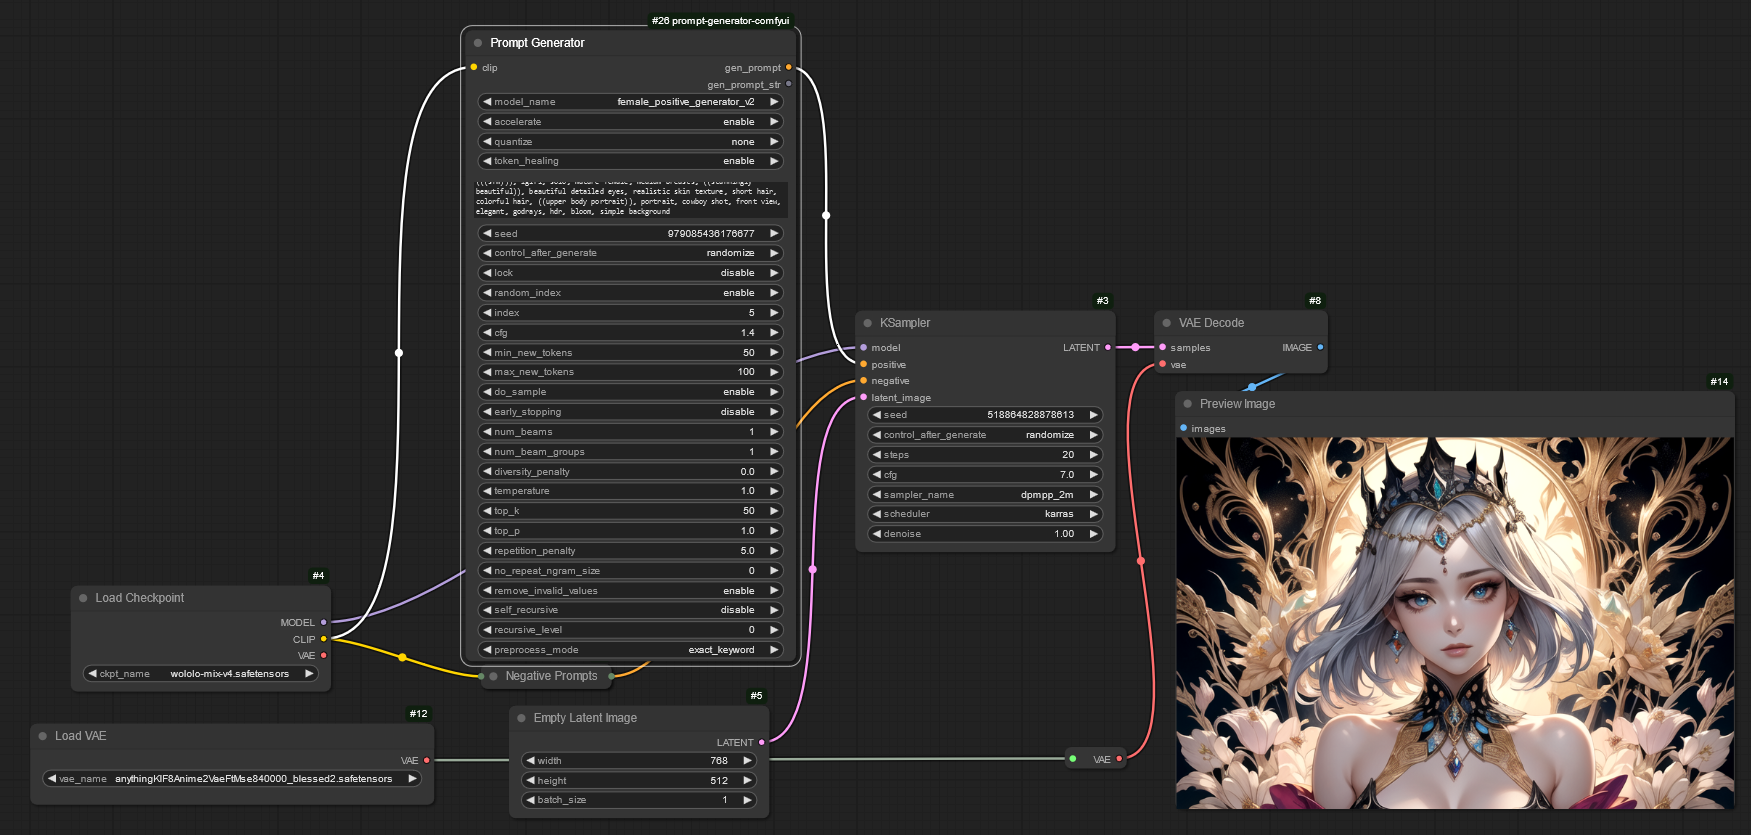 #26 prompt-generator-comfyui
Prompt Generator
clip
gen_prompt
gen_prompt_str
model_name female_positive_generator_v2
accelerate enable
quantize none
token_healing enable
beautiful)), beautiful detailed eyes, realistic skin texture, short hair,
colorful hair, ((upper body portrait)), portrait, cowboy shot, front view,
elegant, godrays, hdr, bloom, simple background
seed 979085436176677
control_after_generate randomize
lock disable
random_index enable
index 5
cfg 1.4
min_new_tokens 50
max_new_tokens 100
do_sample enable
early_stopping disable
num_beams 1
num_beam_groups 1
diversity_penalty 0.0
temperature 1.0
top_k 50
top_p 1.0
repetition_penalty 5.0
no_repeat_ngram_size 0
remove_invalid_values enable
self_recursive disable
recursive_level 0
preprocess_mode exact_keyword
Negative Prompts
#4
Load Checkpoint
MODEL
CLIP
VAE
ckpt_name wololo-mix-v4.safetensors
#12
Load VAE
VAE
vae_name anythingKlF8Anime2VaeFtMse840000_blessed2.safetensors
#5
Empty Latent Image
LATENT
width 768
height 512
batch_size 1
#3
KSampler
model LATENT
positive
negative
latent_image
seed 518864828878613
control_after_generate randomize
steps 20
cfg 7.0
sampler_name dpmpp_2m
scheduler karras
denoise 1.00
VAE
#8
VAE Decode
samples IMAGE
vae
#14
Preview Image
images